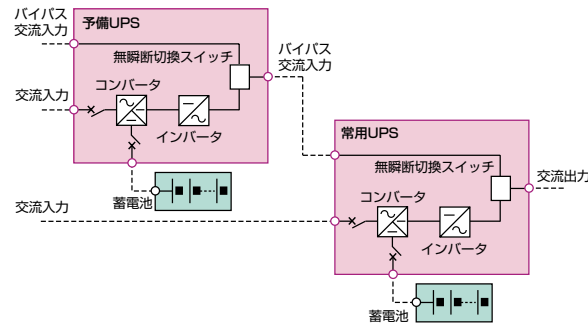 バイパス
交流入力
予備UPS
無瞬断切換スイッチ
コンバータ
交流入力
インバータ
蓄電池
バイパス
交流入力
常用UPS
無瞬断切換スイッチ
コンバータ
交流出力
交流入力
インバータ
蓄電池